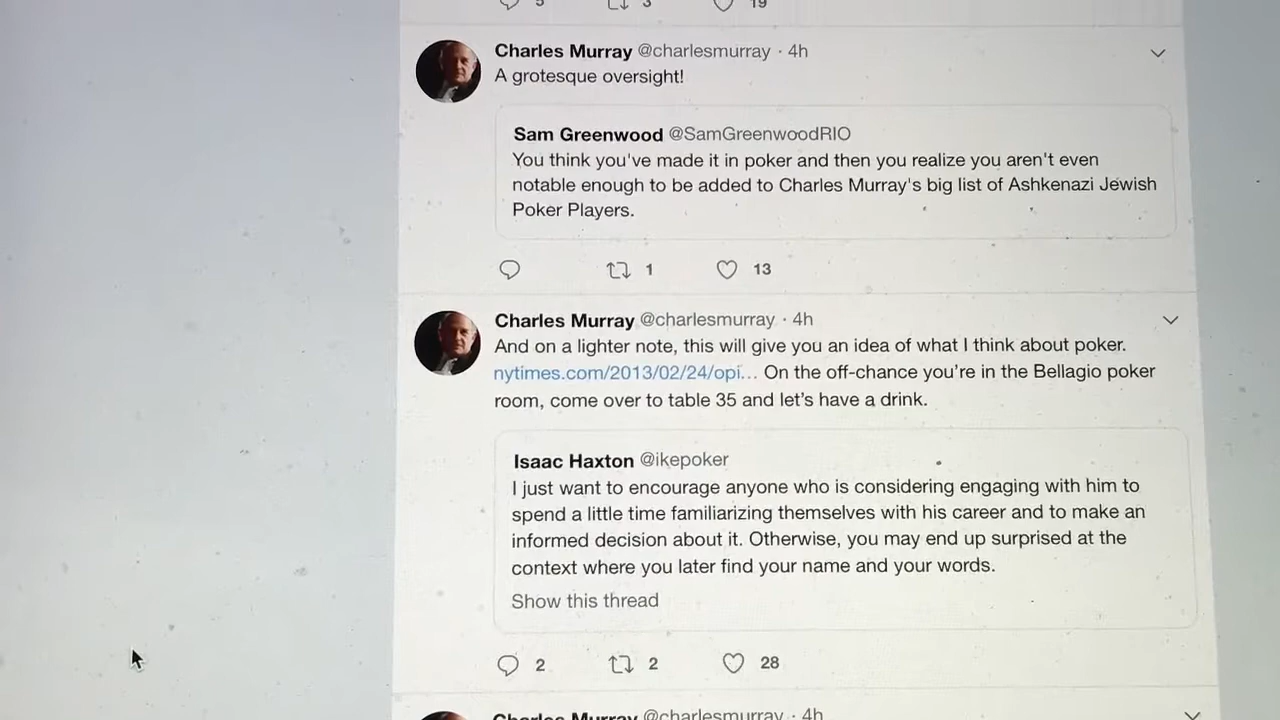 5 3 19
Charles Murray @charlesmurray · 4h
A grotesque oversight!
Sam Greenwood @SamGreenwoodRIO
You think you've made it in poker and then you realize you aren't even
notable enough to be added to Charles Murray's big list of Ashkenazi Jewish
Poker Players.
1 13
Charles Murray @charlesmurray · 4h
And on a lighter note, this will give you an idea of what I think about poker.
nytimes.com/2013/02/24/opi... On the off-chance you're in the Bellagio poker
room, come over to table 35 and let's have a drink.
Isaac Haxton @ikepoker
I just want to encourage anyone who is considering engaging with him to
spend a little time familiarizing themselves with his career and to make an
informed decision about it. Otherwise, you may end up surprised at the
context where you later find your name and your words.
Show this thread
2 2 28
Charles Murray @charlesmurray · 4h